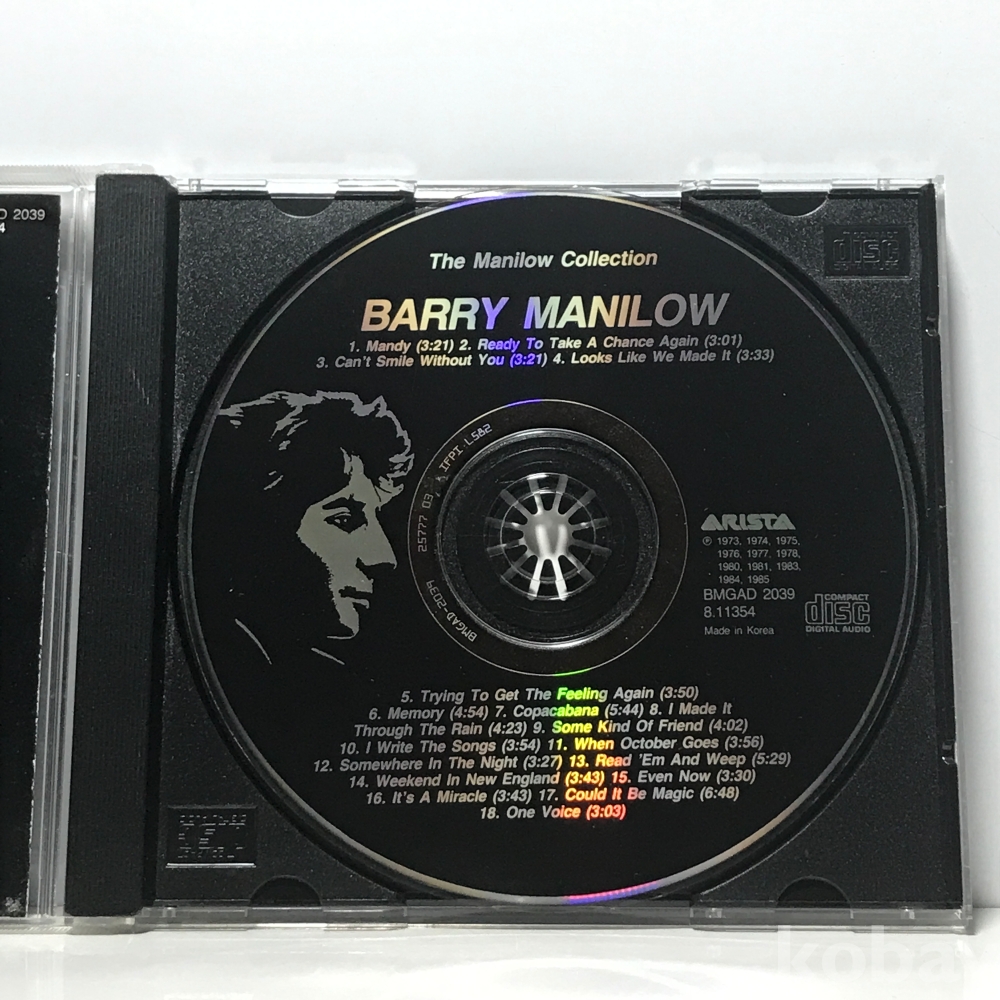 D 2039
4
disc
The Manilow Collection
BARRY MANILOW
1. Mandy (3:21) 2. Ready To Take A Chance Again (3:01)
3. Can't Smile Without You (3:21) 4. Looks Like We Made It (3:33)
IFPI L582
25777 03
BMGAD-2039
ARISTA
℗ 1973, 1974, 1975,
1976, 1977, 1978,
1980, 1981, 1983,
1984, 1985
BMGAD 2039
8.11354
Made in Korea
COMPACT
disc
DIGITAL AUDIO
5. Trying To Get The Feeling Again (3:50)
6. Memory (4:54) 7. Copacabana (5:44) 8. I Made It
Through The Rain (4:23) 9. Some Kind Of Friend (4:02)
10. I Write The Songs (3:54) 11. When October Goes (3:56)
12. Somewhere In The Night (3:27) 13. Read 'Em And Weep (5:29)
14. Weekend In New England (3:43) 15. Even Now (3:30)
16. It's A Miracle (3:43) 17. Could It Be Magic (6:48)
18. One Voice (3:03)
koba